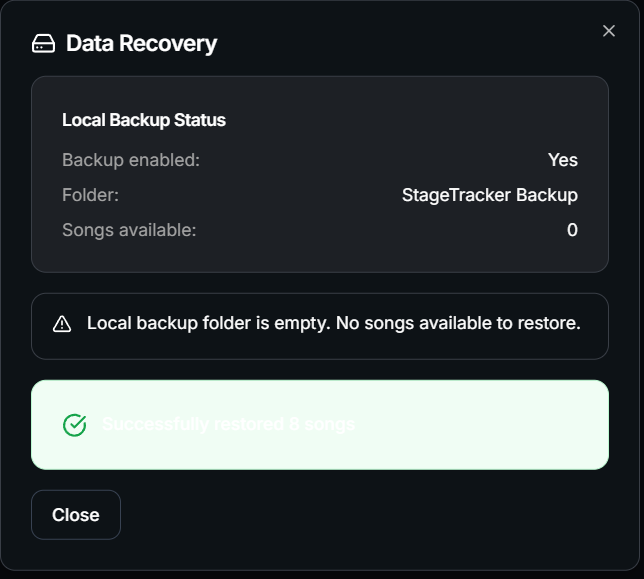 Data Recovery
Local Backup Status
Backup enabled: Yes
Folder: StageTracker Backup
Songs available: 0
Local backup folder is empty. No songs available to restore.
Successfully restored 8 songs
Close